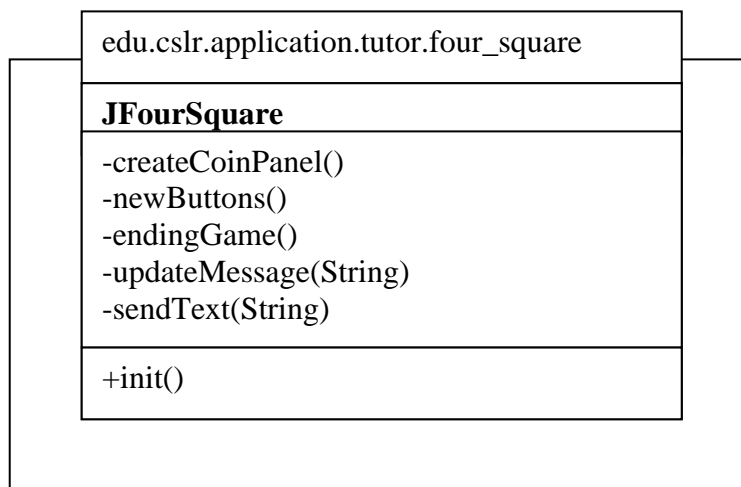 edu.cslr.application.tutor.four_square
JFourSquare
-createCoinPanel()
-newButtons()
-endingGame()
-updateMessage(String)
-sendText(String)
+init()